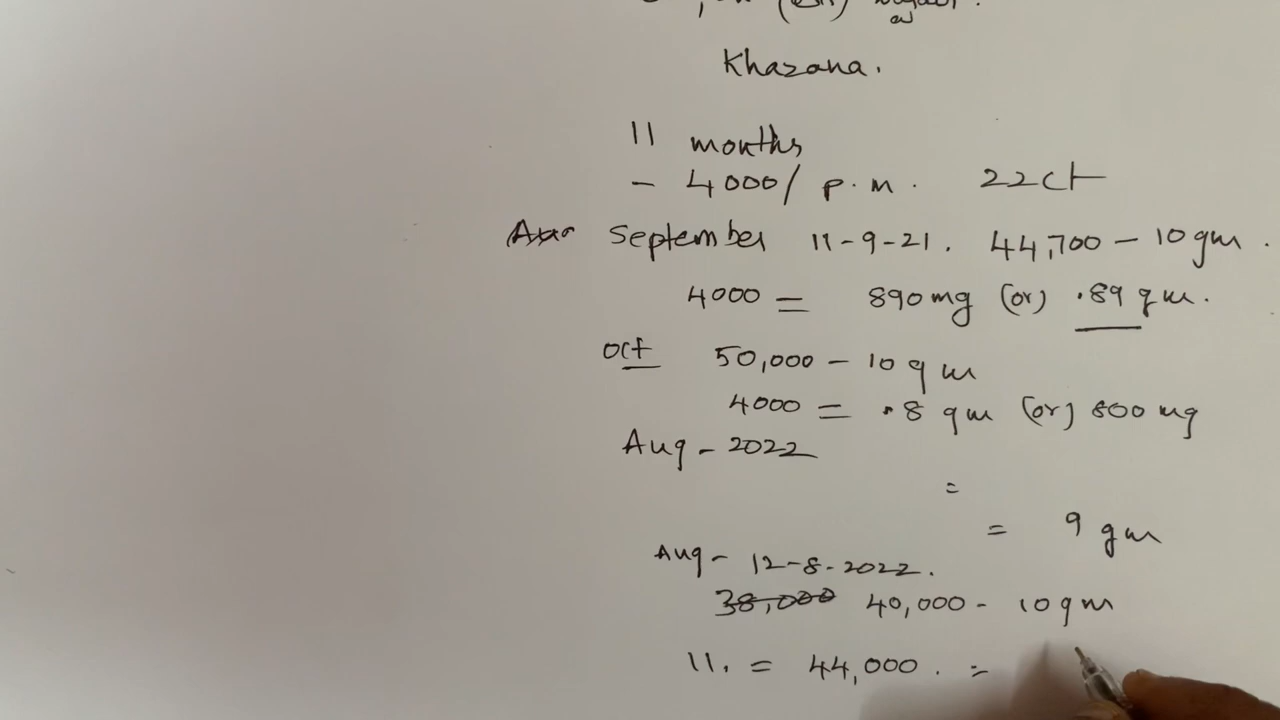 Khazana.
11 months
- 4000/ p.m. 22ct
September 11-9-21. 44,700 - 10 gm.
4000 = 890 mg (or) .89 gm.
oct 50,000 - 10 gm
4000 = .8 gm (or) 800 mg
Aug - 2022
=
= 9 gm
Aug - 12-8-2022.
38,000 40,000 - 10 gm
11. = 44,000. =